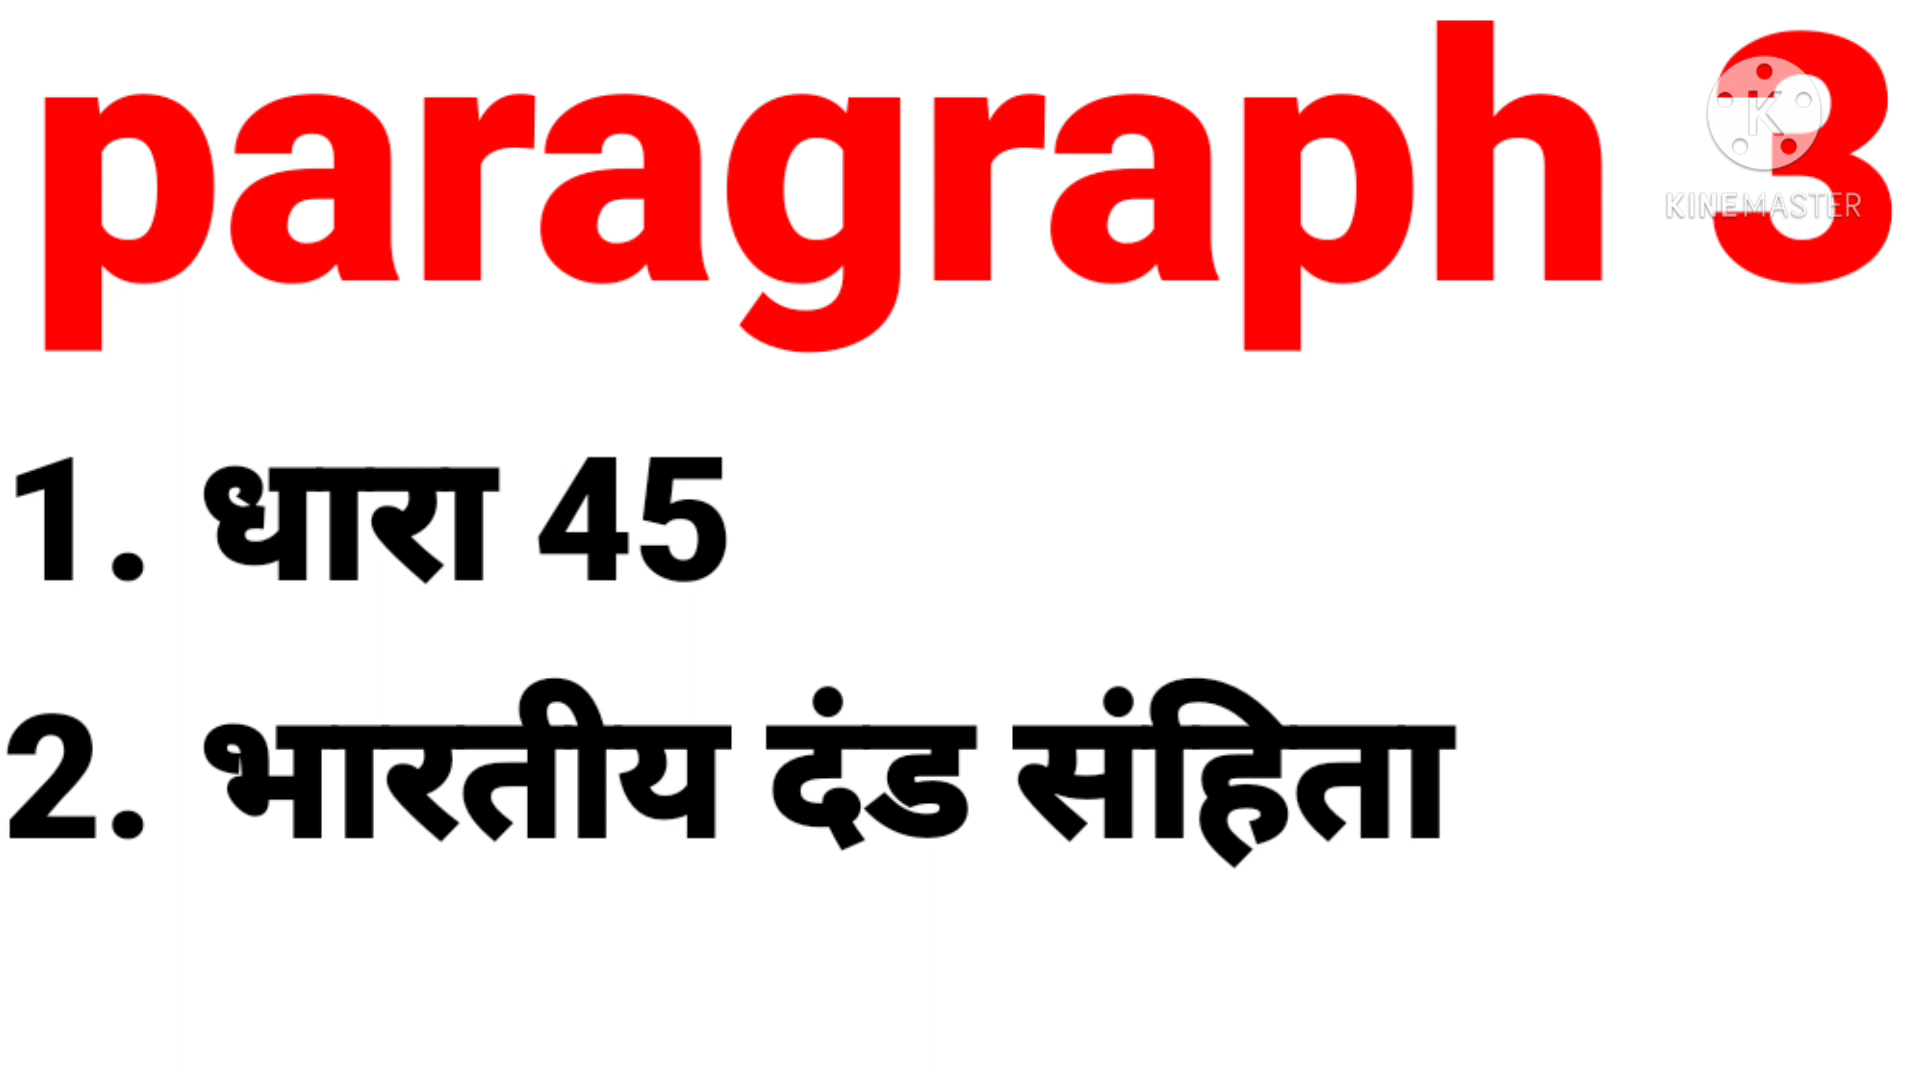 paragraph 3
KINEMASTER
1. धारा 45
2. भारतीय दंड संहिता